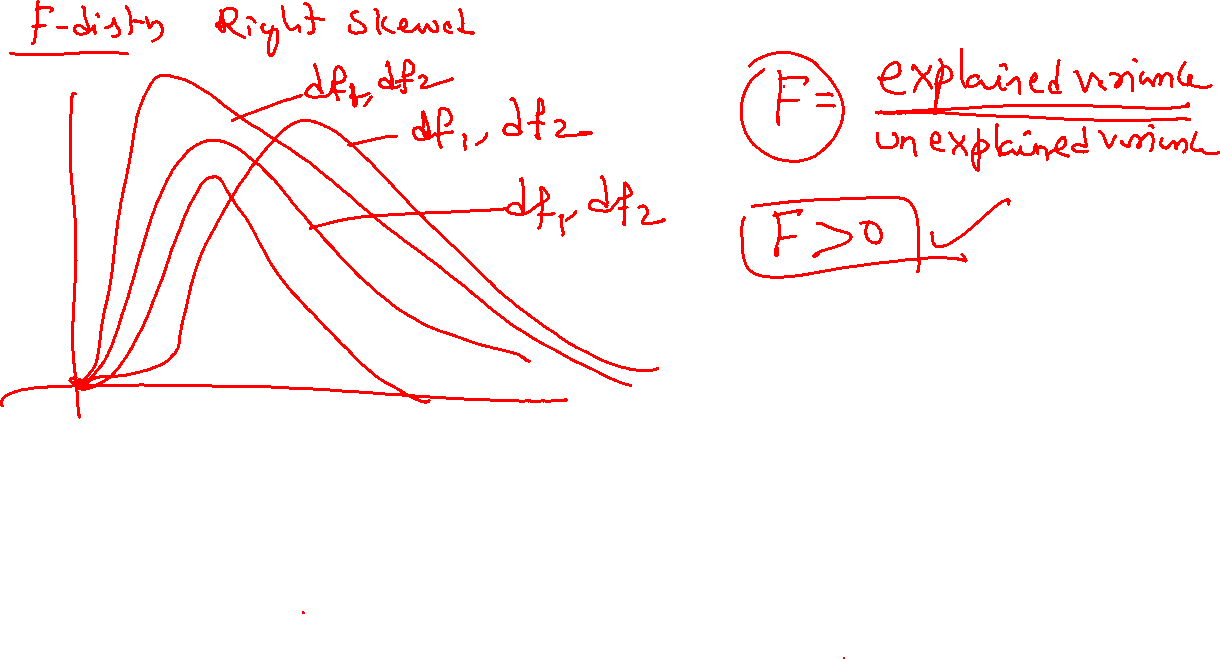 F-distn Right Skewed
df1, df2
df1, df2
df1, df2
F = explained variance
unexplained variance
F > 0